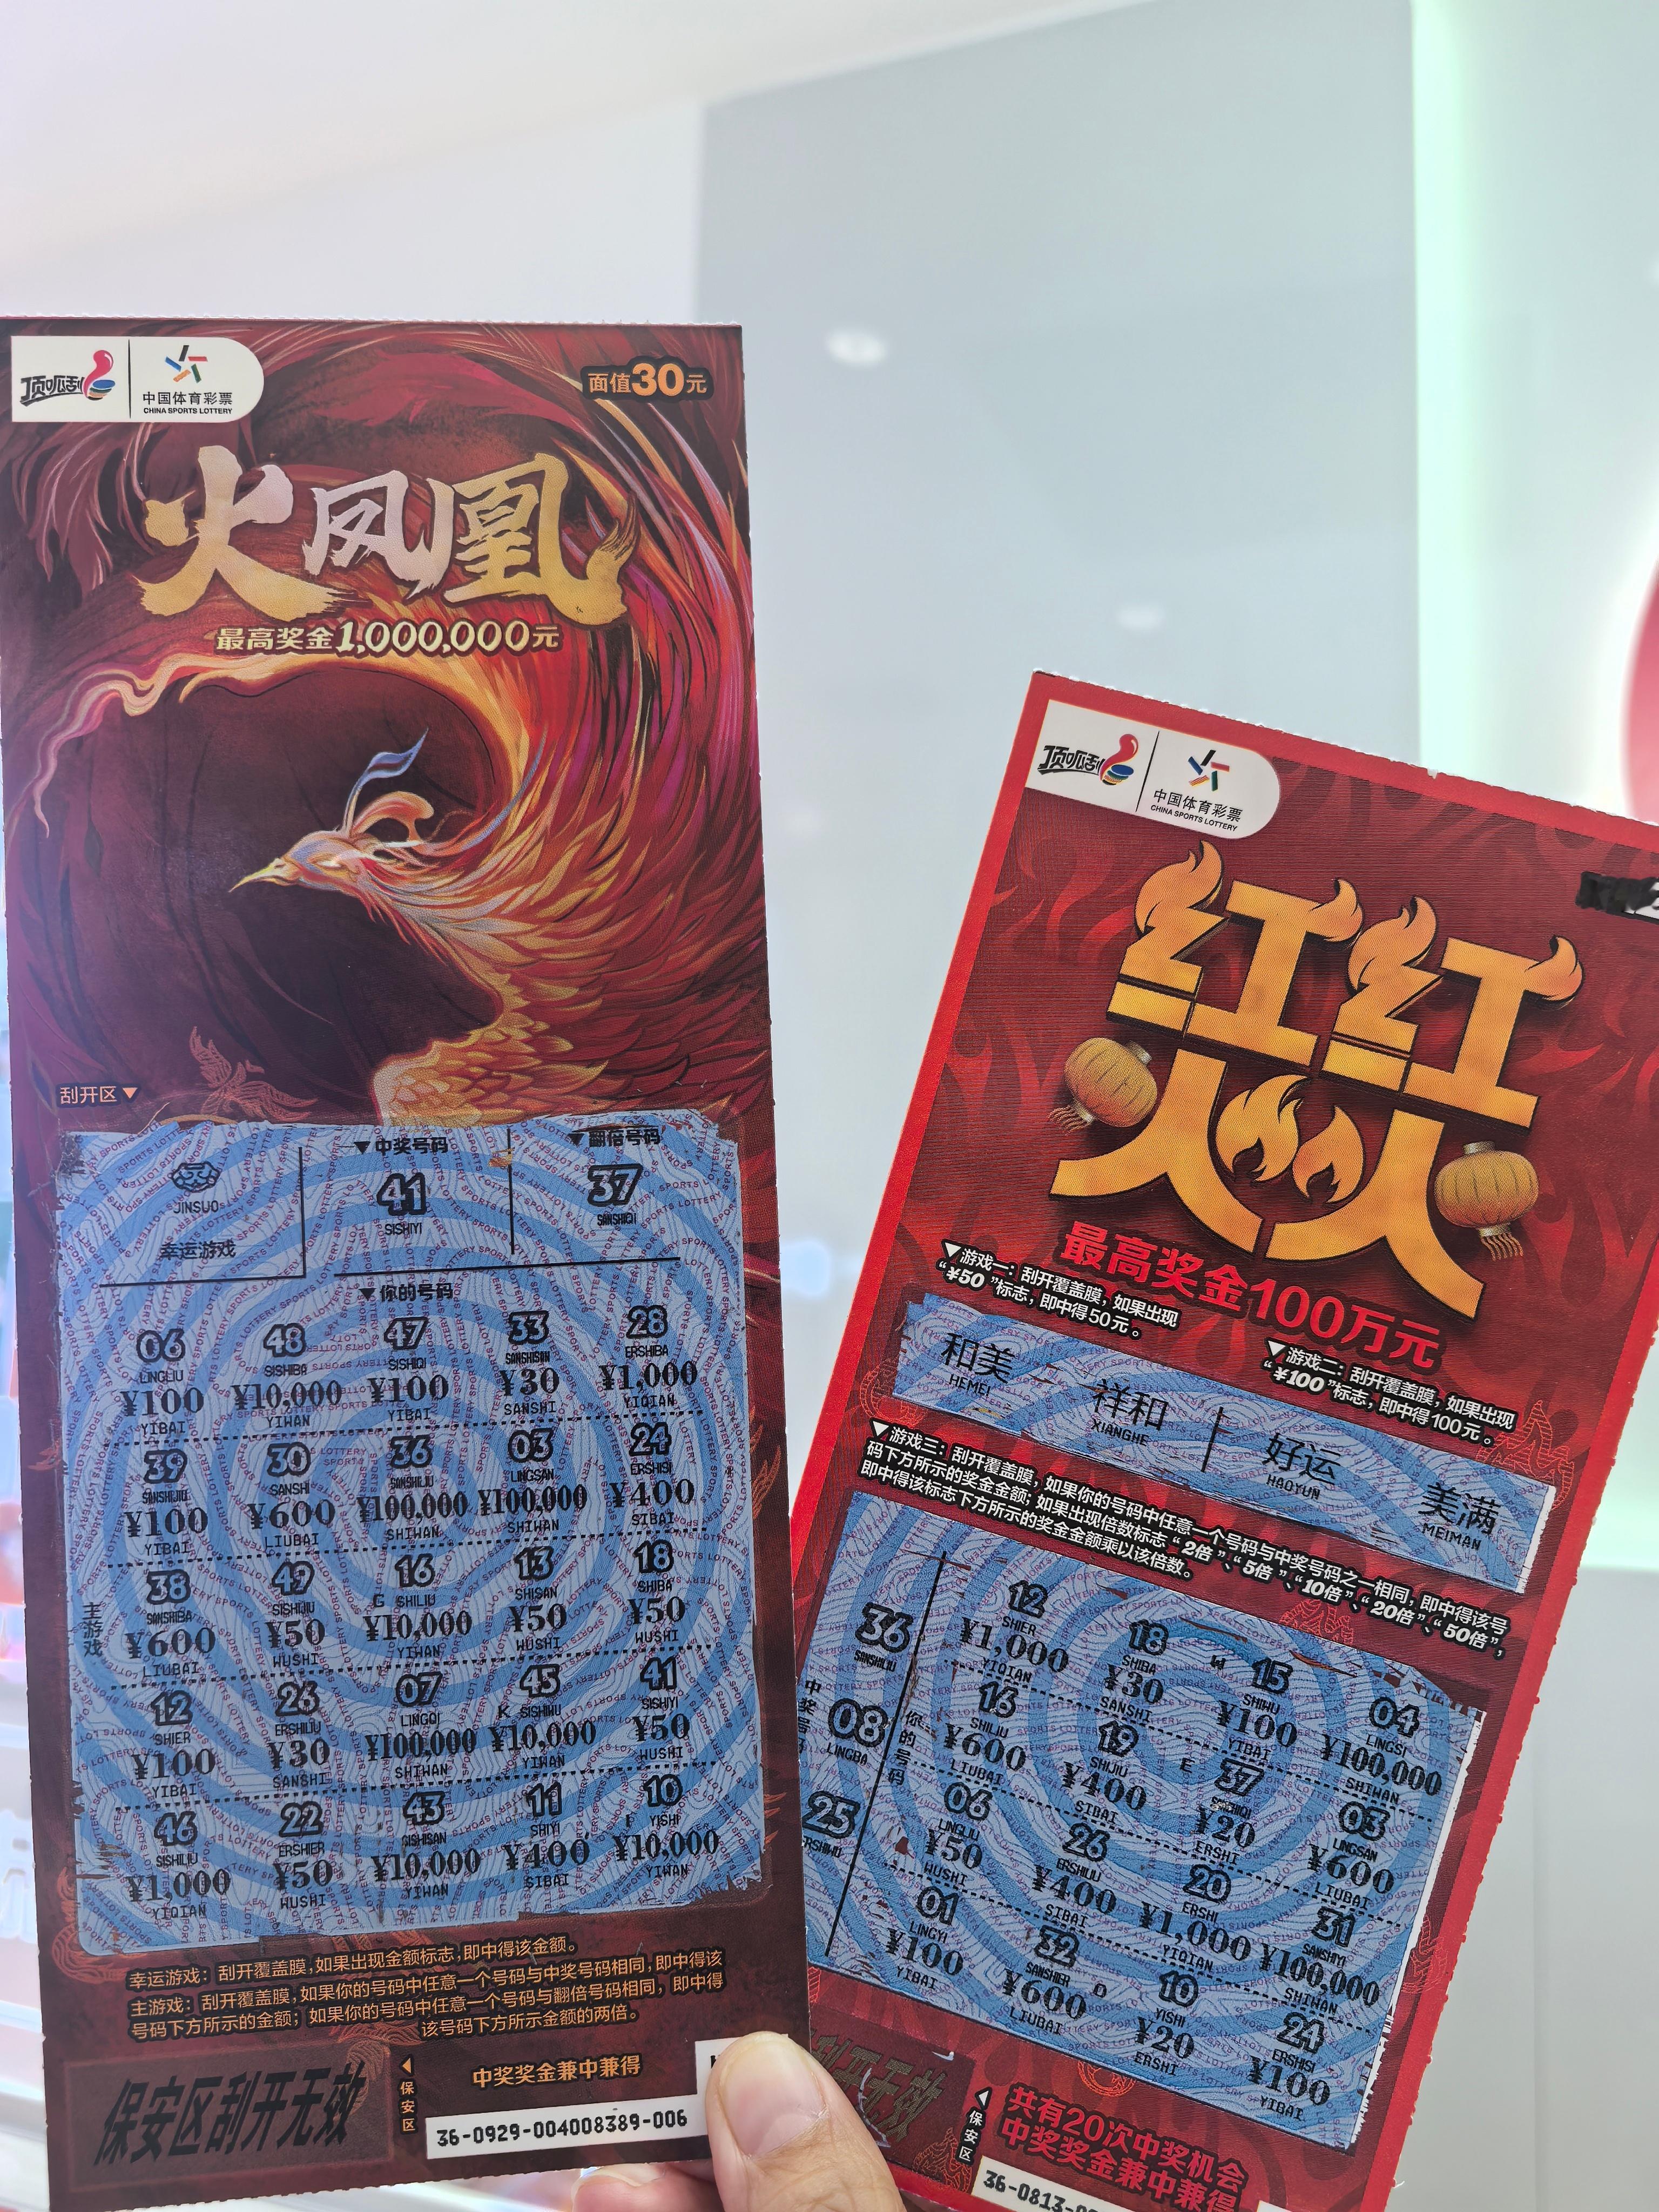 顶呱刮
中国体育彩票
CHINA SPORTS LOTTERY
面值30元
火凤凰
最高奖金1,000,000元
刮开区
JINSUO
幸运游戏
中奖号码
41
SISHIYI
翻倍号码
37
SANSHIQI
你的号码
主游戏
06 48 47 33 28
LINGLIU SISHIBA SISHIQI SANSHISAN ERSHIBA
¥100 ¥10,000 ¥100 ¥30 ¥1,000
YIBAI YIWAN YIBAI SANSHI YIQIAN
39 30 36 03 24
SANSHIJIU SANSHI SANSHILIU LINGSAN ERSHISI
¥100 ¥600 ¥100,000 ¥100,000 ¥400
YIBAI LIUBAI SHIWAN SHIWAN SIBAI
38 49 16 13 18
SANSHIBA SISHIJIU G SHILIU SHISAN SHIBA
¥600 ¥50 ¥10,000 ¥50 ¥50
LIUBAI WUSHI YIWAN WUSHI WUSHI
12 26 07 45 41
SHIER ERSHILIU LINGQI K SISHIWU SISHIYI
¥100 ¥30 ¥100,000 ¥10,000 ¥50
YIBAI SANSHI SHIWAN YIWAN WUSHI
46 22 43 11 10
SISHILIU ERSHIER SISHISAN SHIYI YISHI
¥1,000 ¥50 ¥10,000 ¥400 ¥10,000
YIQIAN WUSHI YIWAN SIBAI YIWAN
幸运游戏：刮开覆盖膜，如果出现金额标志，即中得该金额。
主游戏：刮开覆盖膜，如果你的号码中任意一个号码与中奖号码相同，即中得该
号码下方所示的金额；如果你的号码中任意一个号码与翻倍号码相同，即中得
该号码下方所示金额的两倍。
保安区刮开无效
保安区
中奖奖金兼中兼得
36-0929-004008389-006
顶呱刮
中国体育彩票
CHINA SPORTS LOTTERY
红红火火
最高奖金100万元
游戏一：刮开覆盖膜，如果出现
“¥50”标志，即中得50元。
游戏二：刮开覆盖膜，如果出现
“¥100”标志，即中得100元。
和美 祥和 好运 美满
HEMEI XIANGHE HAOYUN MEIMAN
游戏三：刮开覆盖膜，如果你的号码中任意一个号码与中奖号码之一相同，即中得该号
码下方所示的奖金金额；如果出现倍数标志“2倍”、“5倍”、“10倍”、“20倍”、“50倍”，
即中得该标志下方所示的奖金金额乘以该倍数。
中奖号
36
SANSHILIU
08
LINGBA
25
ERSHIWU
你的号码
12 18 15 04
SHIER SHIBA W SHIWU LINGSI
¥1,000 ¥30 ¥100 ¥100,000
YIQIAN SANSHI YIBAI SHIWAN
16 19 37 03
SHILIU SHIJIU E SANSHIQI LINGSAN
¥600 ¥400 ¥20 ¥600
LIUBAI SIBAI ERSHI LIUBAI
06 26 20 31
LINGLIU ERSHILIU ERSHI SANSHIYI
¥50 ¥400 ¥1,000 ¥100,000
WUSHI SIBAI YIQIAN SHIWAN
01 32 10 24
LINGYI SANSHIER D YISHI ERSHISI
¥100 ¥600 ¥20 ¥100
YIBAI LIUBAI ERSHI YIBAI
刮开无效
保安区
共有20次中奖机会
中奖奖金兼中兼得
36-0813-0